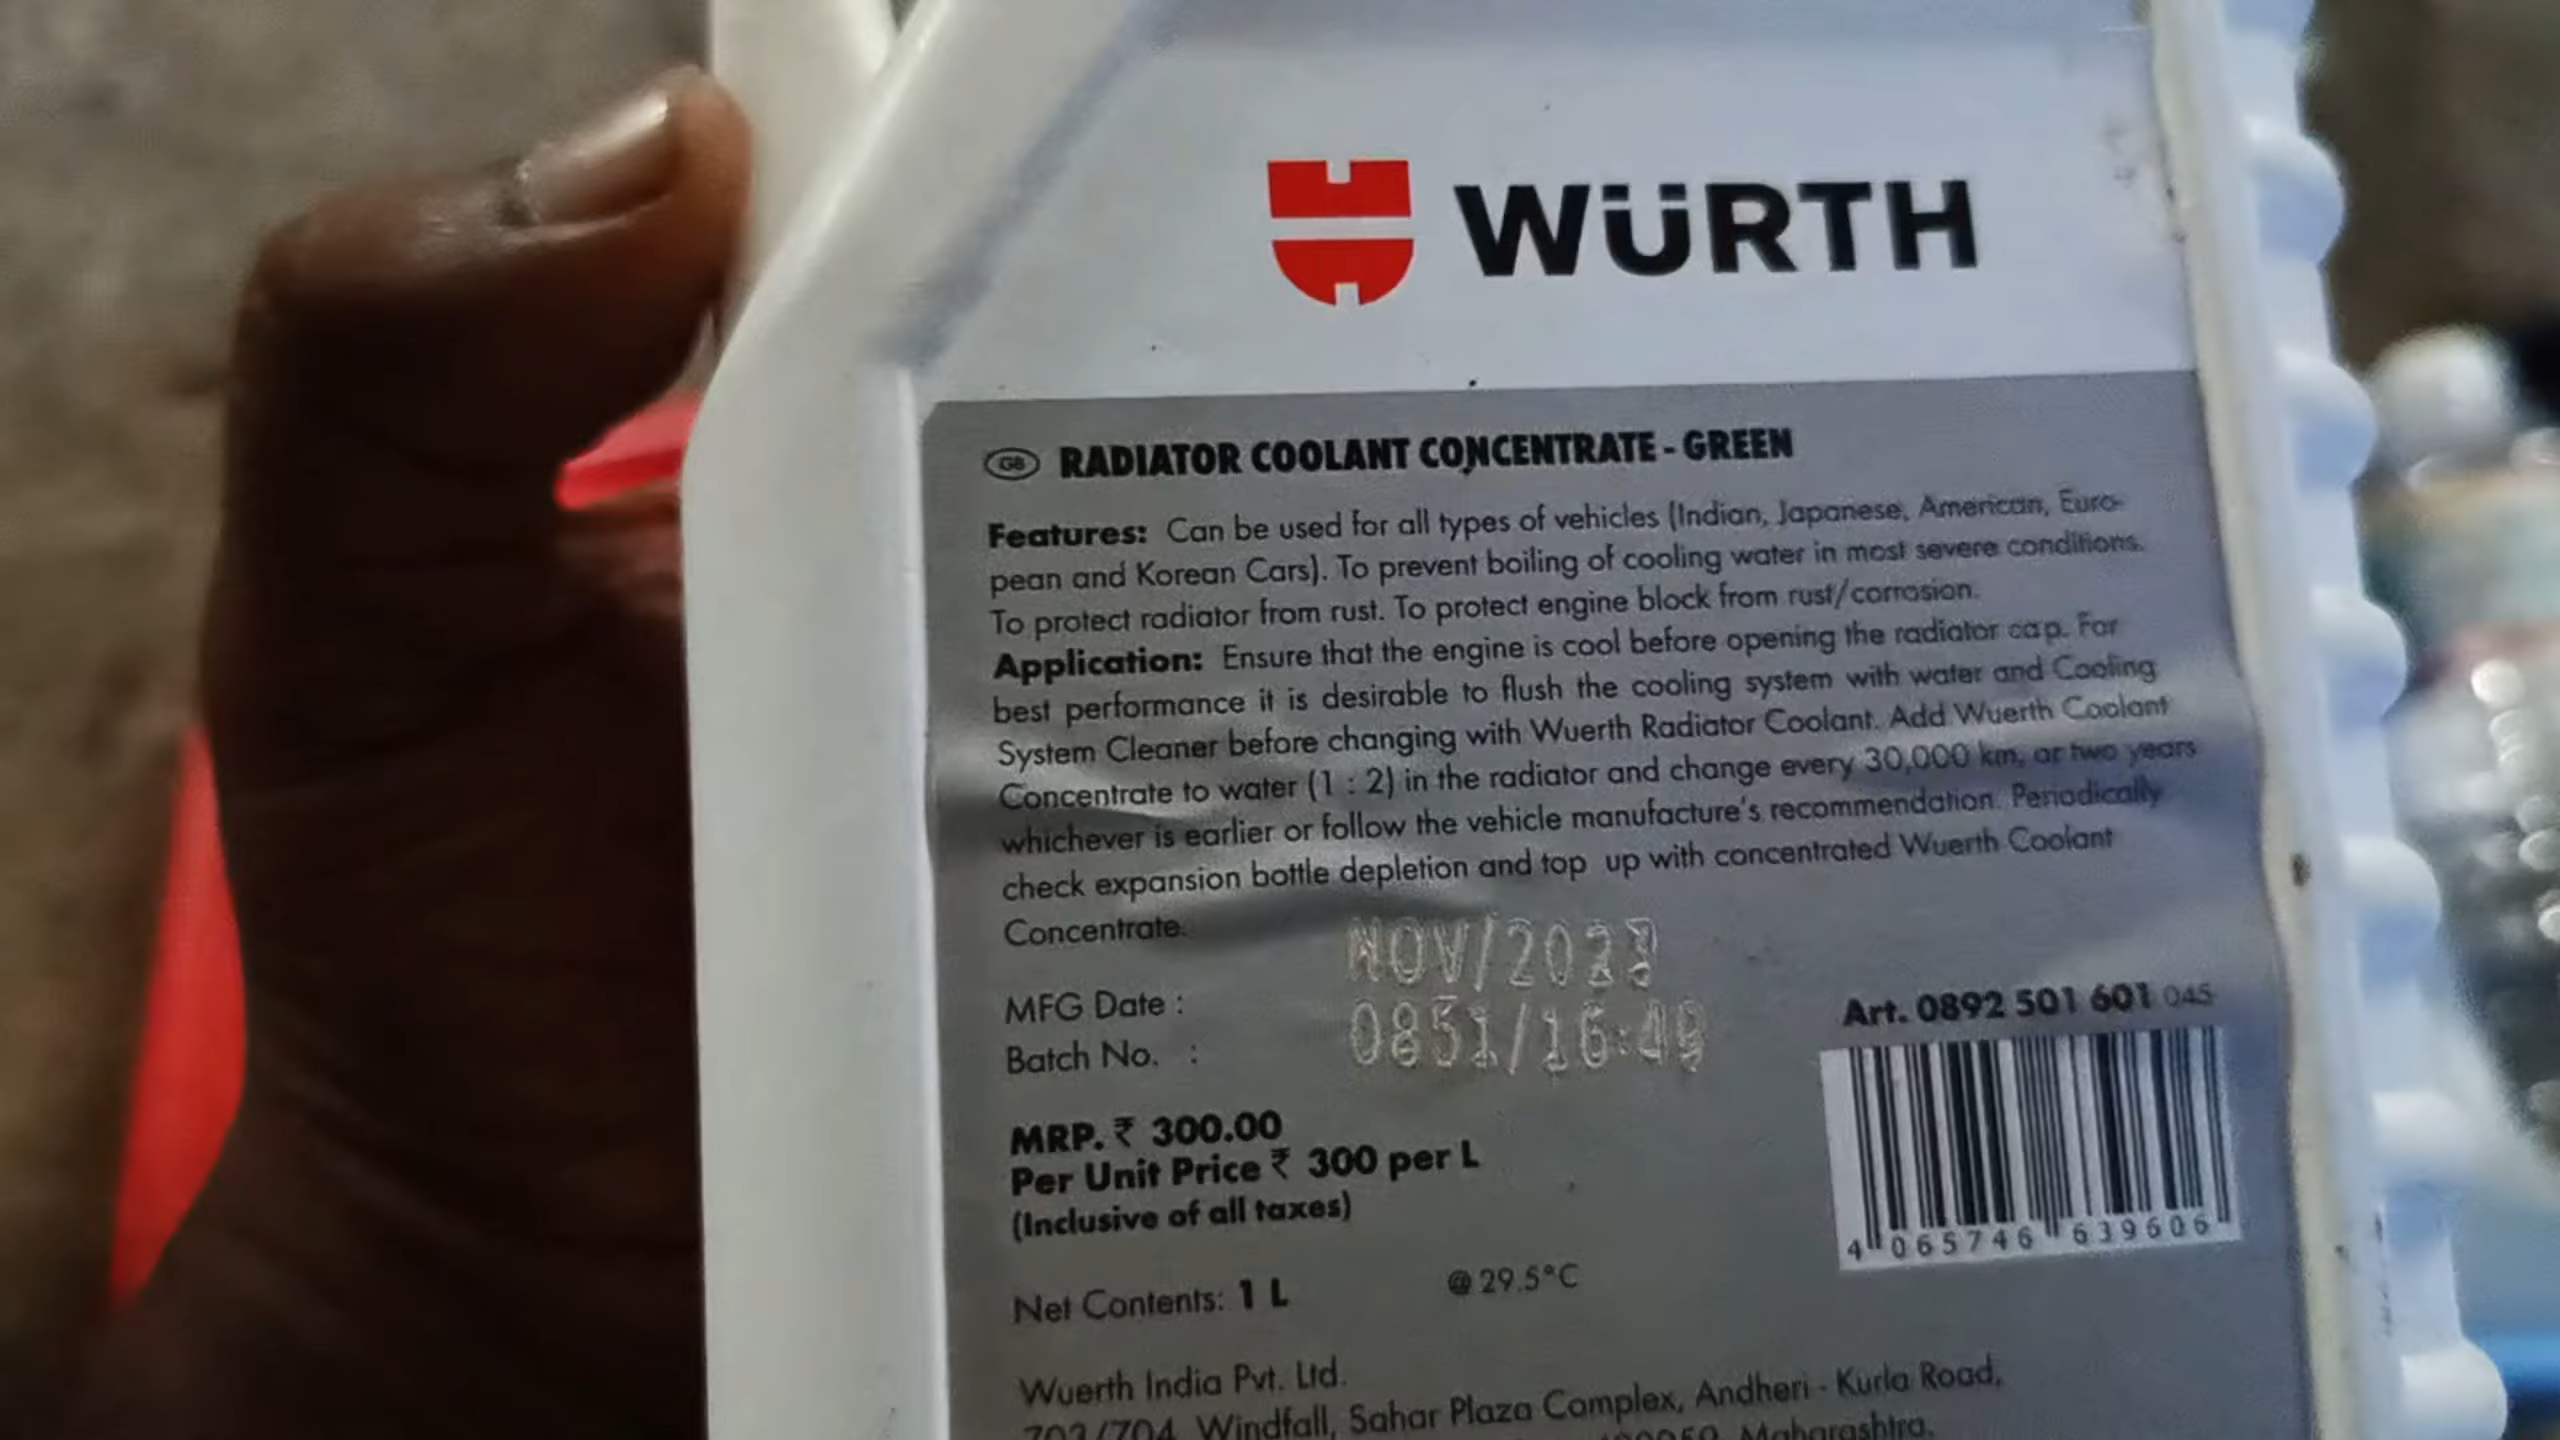 WÜRTH
GB RADIATOR COOLANT CONCENTRATE - GREEN
Features: Can be used for all types of vehicles (Indian, Japanese, American, Euro-
pean and Korean Cars). To prevent boiling of cooling water in most severe conditions.
To protect radiator from rust. To protect engine block from rust/corrosion.
Application: Ensure that the engine is cool before opening the radiator cap. For
best performance it is desirable to flush the cooling system with water and Cooling
System Cleaner before changing with Wuerth Radiator Coolant. Add Wuerth Coolant
Concentrate to water (1 : 2) in the radiator and change every 30,000 km, or two years
whichever is earlier or follow the vehicle manufacture's recommendation. Periodically
check expansion bottle depletion and top up with concentrated Wuerth Coolant
Concentrate.
MFG Date : NOV/2023
Batch No. : 0851/16:49
Art. 0892 501 601 045
4 065746 639606
MRP. ₹ 300.00
Per Unit Price ₹ 300 per L
(Inclusive of all taxes)
Net Contents: 1 L @ 29.5°C
Wuerth India Pvt. Ltd.
703/704, Windfall, Sahar Plaza Complex, Andheri - Kurla Road,
Maharashtra.